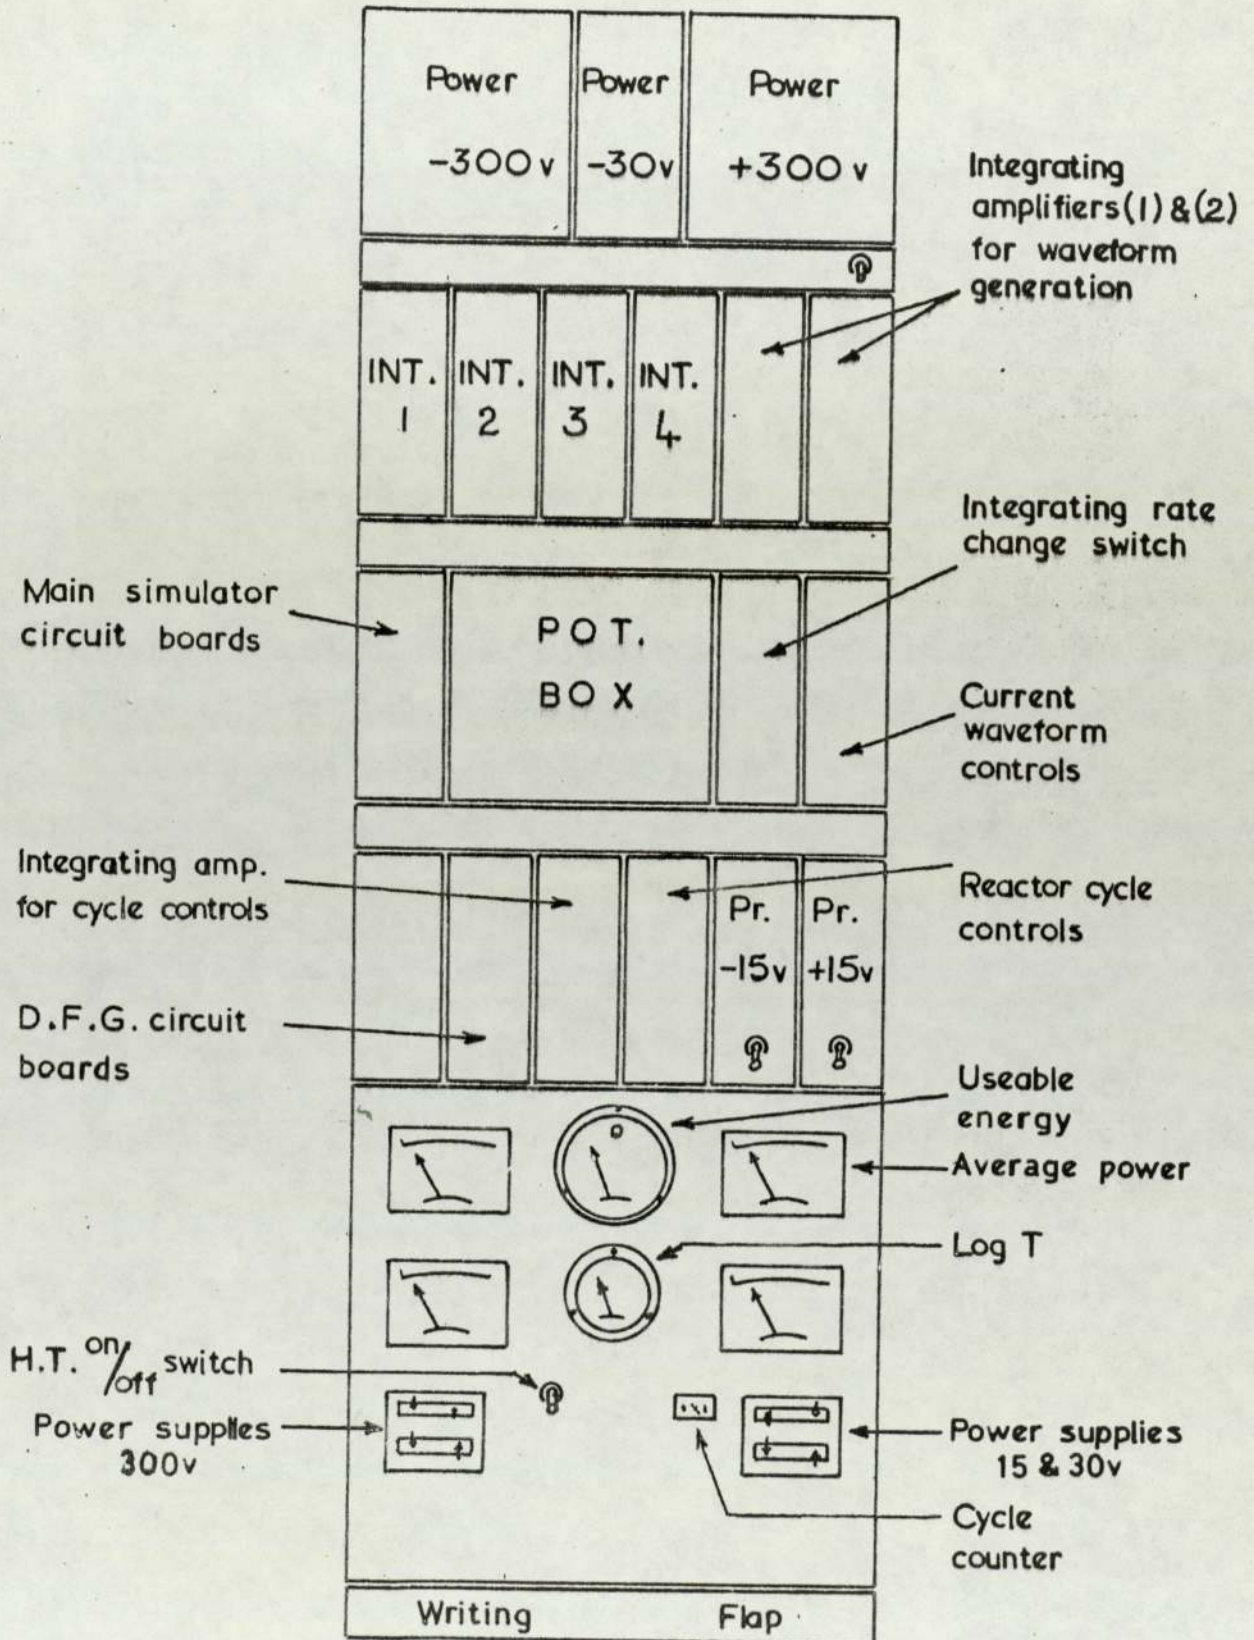 Power
-300v
Power
-30v
Power
+300v
Integrating
amplifiers(1)&(2)
for waveform
generation
INT.
1
INT.
2
INT.
3
INT.
4
Integrating rate
change switch
Main simulator
circuit boards
POT.
BOX
Current
waveform
controls
Integrating amp.
for cycle controls
Pr.
-15v
Pr.
+15v
Reactor cycle
controls
D.F.G. circuit
boards
Useable
energy
Average power
Log T
H.T. on/off switch
Power supplies
300v
Power supplies
15 & 30v
Cycle
counter
Writing Flap